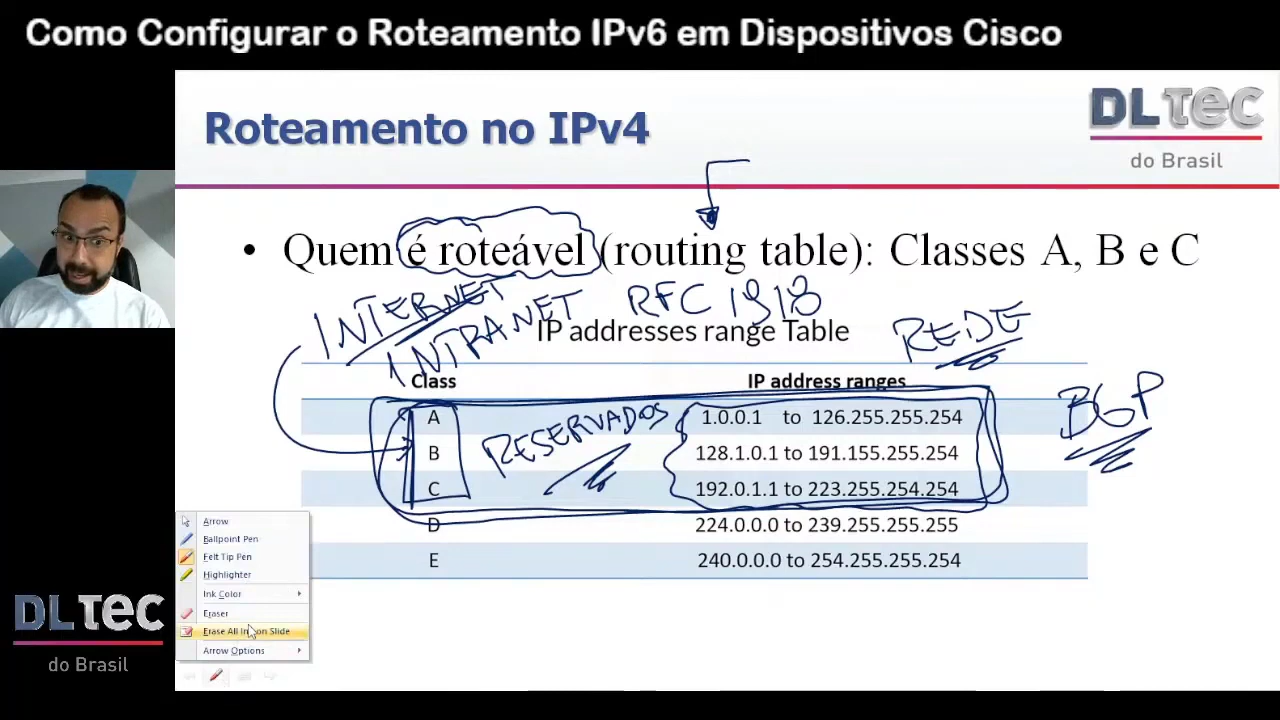 Como Configurar o Roteamento IPv6 em Dispositivos Cisco
Roteamento no IPv4
DLTEC
do Brasil
• Quem é roteável (routing table): Classes A, B e C
INTERNET
INTRANET
RFC 1918
IP addresses range Table
REDE
Class IP address ranges
A 1.0.0.1 to 126.255.255.254
B 128.1.0.1 to 191.155.255.254
C 192.0.1.1 to 223.255.254.254
D 224.0.0.0 to 239.255.255.255
E 240.0.0.0 to 254.255.255.254
RESERVADOS
BGP
Arrow
Ballpoint Pen
Felt Tip Pen
Highlighter
Ink Color
Eraser
Erase All Ink on Slide
Arrow Options
DLTEC
do Brasil